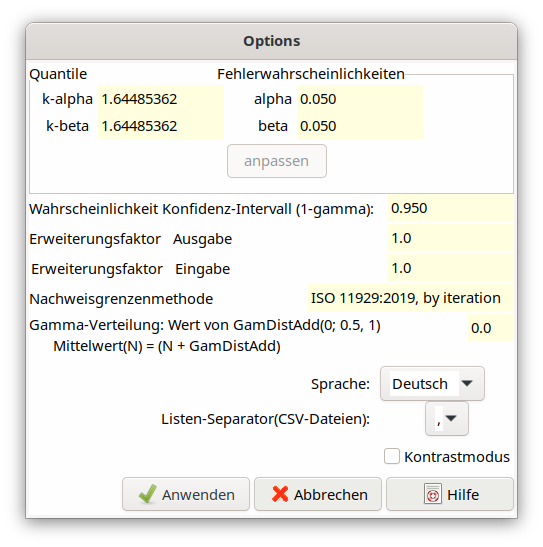 Options
Quantile Fehlerwahrscheinlichkeiten
k-alpha 1.64485362 alpha 0.050
k-beta 1.64485362 beta 0.050
anpassen
Wahrscheinlichkeit Konfidenz-Intervall (1-gamma): 0.950
Erweiterungsfaktor Ausgabe 1.0
Erweiterungsfaktor Eingabe 1.0
Nachweisgrenzenmethode ISO 11929:2019, by iteration
Gamma-Verteilung: Wert von GamDistAdd(0; 0.5, 1) 0.0
Mittelwert(N) = (N + GamDistAdd)
Sprache: Deutsch
Listen-Separator(CSV-Dateien): ,
Kontrastmodus
Anwenden Abbrechen Hilfe